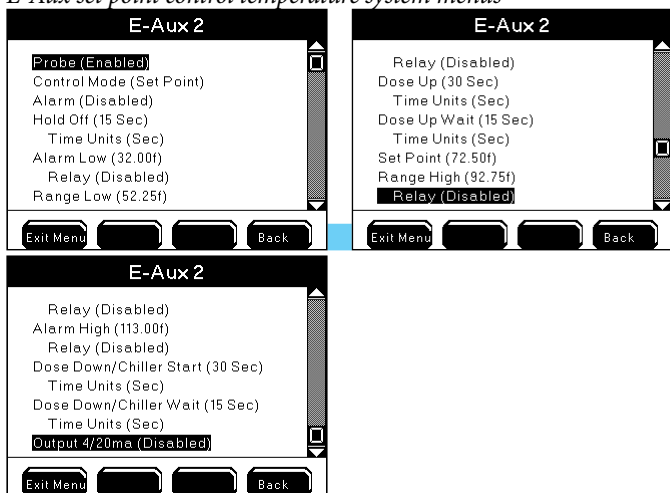 E-Aux set point control temperature system menus
E-Aux 2
Probe (Enabled)
Control Mode (Set Point)
Alarm (Disabled)
Hold Off (15 Sec)
Time Units (Sec)
Alarm Low (32.00f)
Relay (Disabled)
Range Low (52.25f)
Exit Menu
Back
E-Aux 2
Relay (Disabled)
Dose Up (30 Sec)
Time Units (Sec)
Dose Up Wait (15 Sec)
Time Units (Sec)
Set Point (72.50f)
Range High (92.75f)
Relay (Disabled)
Exit Menu
Back
E-Aux 2
Relay (Disabled)
Alarm High (113.00f)
Relay (Disabled)
Dose Down/Chiller Start (30 Sec)
Time Units (Sec)
Dose Down/Chiller Wait (15 Sec)
Time Units (Sec)
Output 4/20ma (Disabled)
Exit Menu
Back